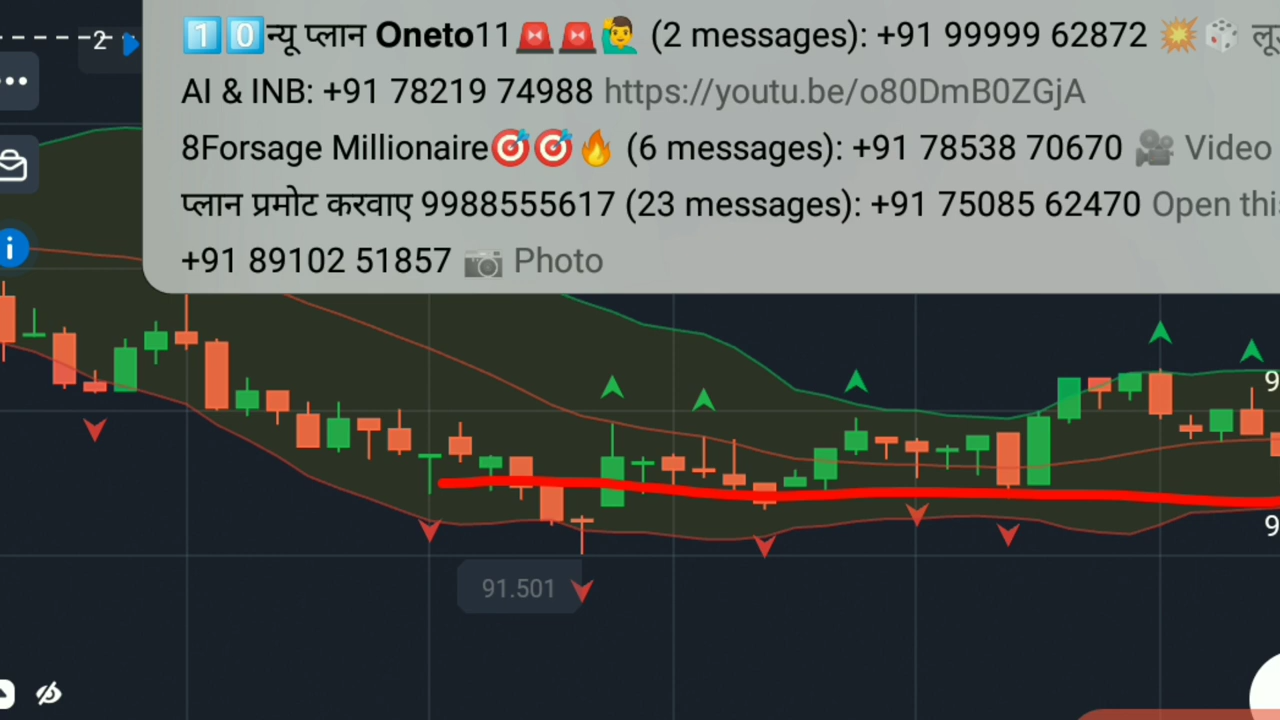 2
1️⃣0️⃣न्यू प्लान Oneto11🚨🚨🙋‍♂️ (2 messages): +91 99999 62872 💥🎲
AI & INB: +91 78219 74988 https://youtu.be/o80DmB0ZGjA
8Forsage Millionaire🎯🎯🔥 (6 messages): +91 78538 70670 🎥 Video
प्लान प्रमोट करवाए 9988555617 (23 messages): +91 75085 62470 Open
+91 89102 51857 📷 Photo
91.501